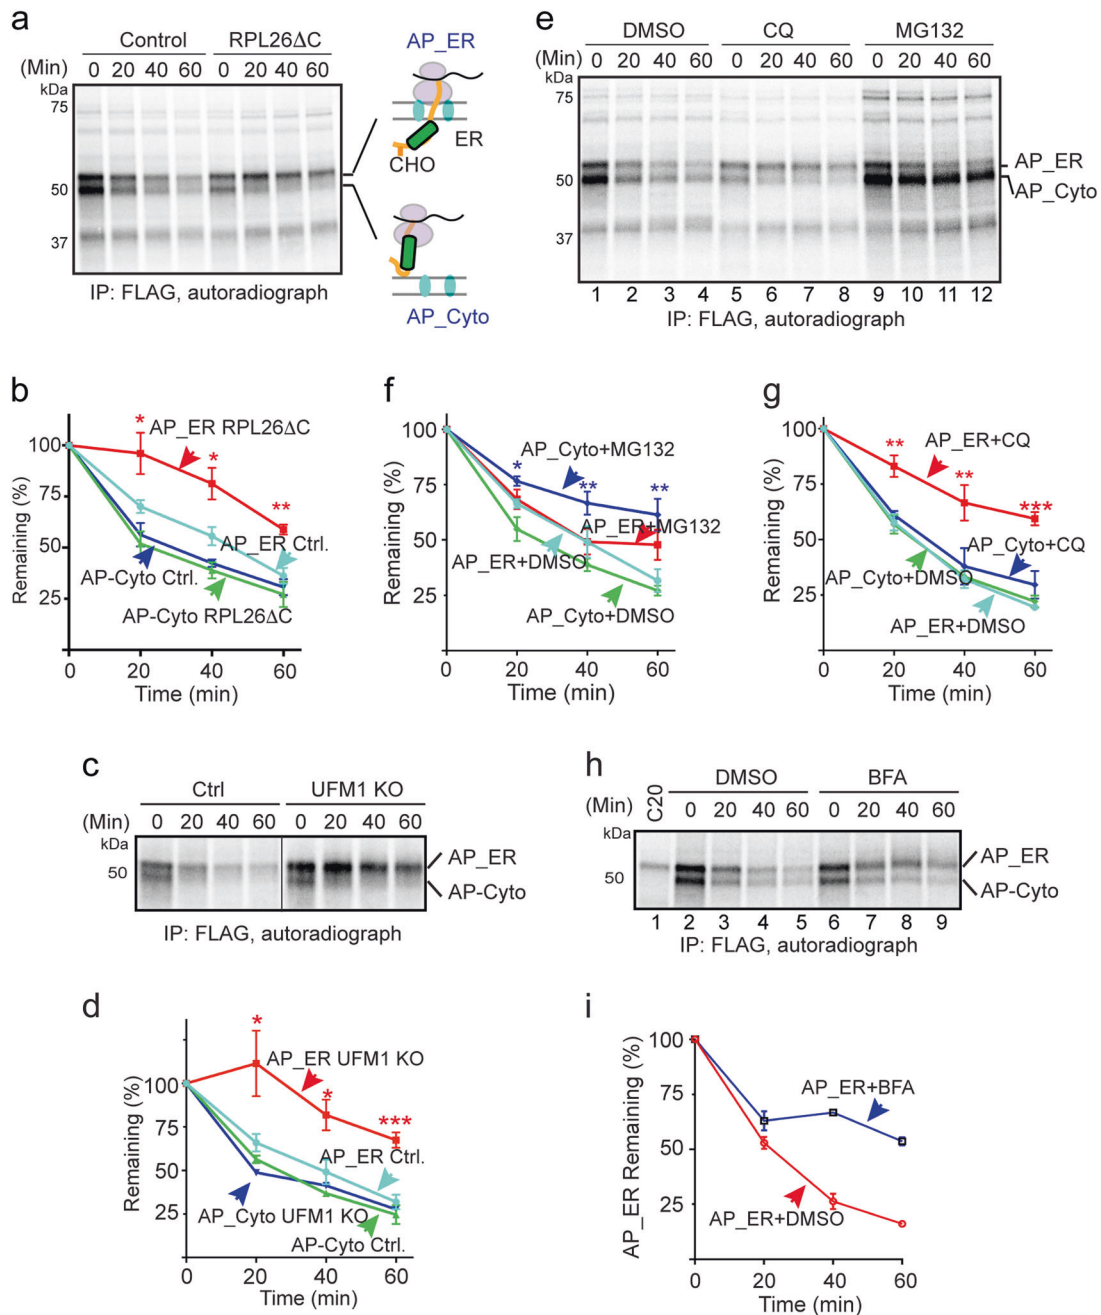 a
Control RPL26ΔC
(Min) 0 20 40 60 0 20 40 60
kDa
75
50
37
IP: FLAG, autoradiograph
AP_ER
ER
CHO
AP_Cyto
e
DMSO CQ MG132
(Min) 0 20 40 60 0 20 40 60 0 20 40 60
kDa
75
50
37
AP_ER
AP_Cyto
1 2 3 4 5 6 7 8 9 10 11 12
IP: FLAG, autoradiograph
b
Remaining (%)
100
75
50
25
* AP_ER RPL26ΔC
*
**
AP_ER Ctrl.
AP-Cyto Ctrl.
AP-Cyto RPL26ΔC
0 20 40 60
Time (min)
f
Remaining (%)
100
75
50
25
0
AP_Cyto+MG132
* ** **
AP_ER+MG132
AP_ER+DMSO
AP_Cyto+DMSO
0 20 40 60
Time (min)
g
Remaining (%)
100
75
50
25
0
** AP_ER+CQ
**
***
AP_Cyto+CQ
AP_Cyto+DMSO
AP_ER+DMSO
0 20 40 60
Time (min)
c
Ctrl UFM1 KO
(Min) 0 20 40 60 0 20 40 60
kDa
50
AP_ER
AP-Cyto
IP: FLAG, autoradiograph
h
C20 DMSO BFA
(Min) 0 20 40 60 0 20 40 60
kDa
50
AP_ER
AP-Cyto
1 2 3 4 5 6 7 8 9
IP: FLAG, autoradiograph
d
Remaining (%)
100
75
50
25
*
AP_ER UFM1 KO
*
***
AP_ER Ctrl.
AP_Cyto UFM1 KO
AP-Cyto Ctrl.
0 20 40 60
Time (min)
i
AP_ER Remaining (%)
100
75
50
25
AP_ER+BFA
AP_ER+DMSO
0 20 40 60
Time (min)